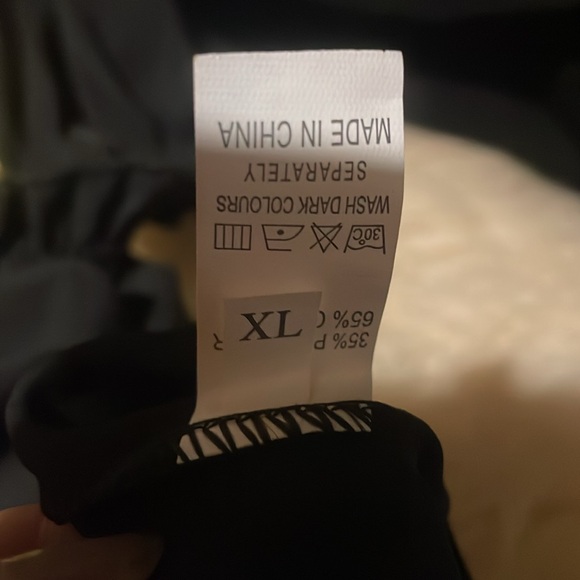 35% P
65% C
XL
30°C
WASH DARK COLOURS
SEPARATELY
MADE IN CHINA